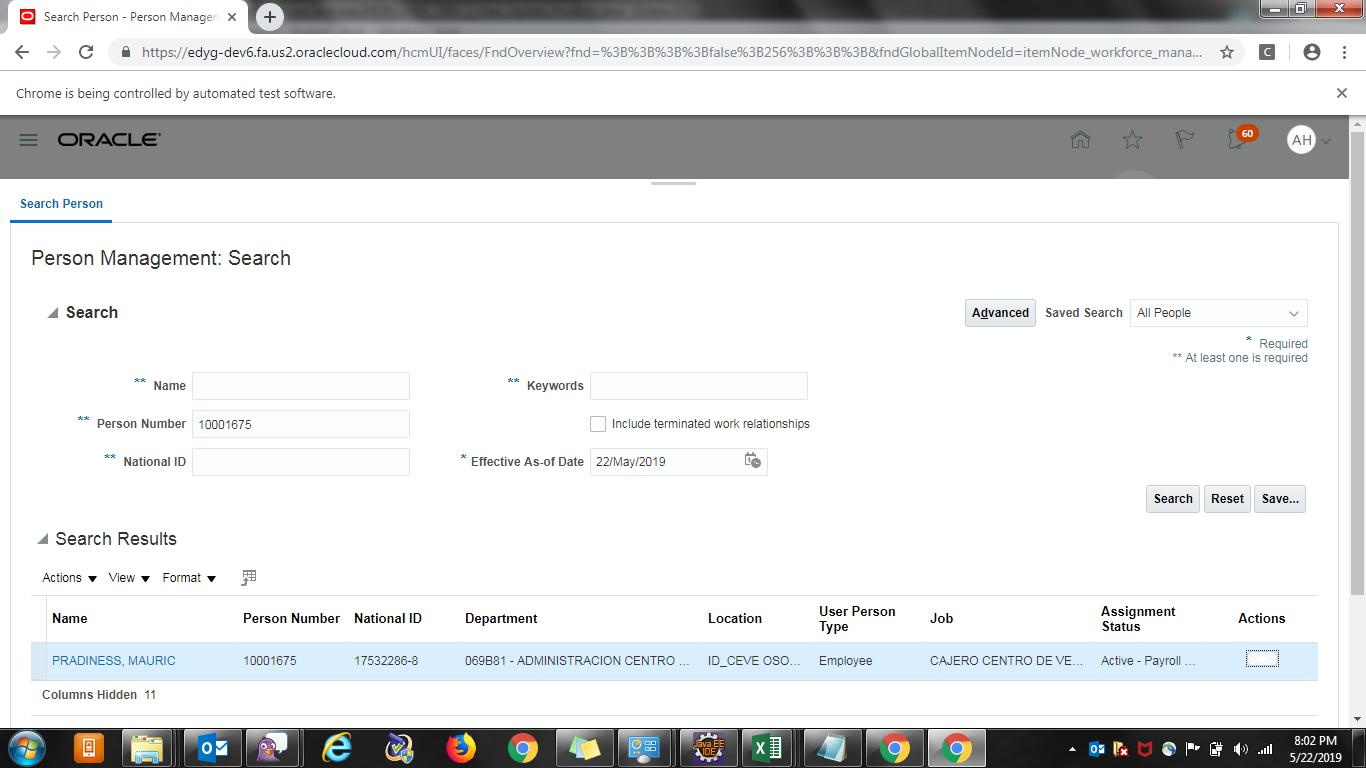 Search Person - Person Managen
https://edyg-dev6.fa.us2.oraclecloud.com/hcmUI/faces/FndOverview?fnd=%3B%3B%3B%3Bfalse%3B256%3B%3B%3B&fndGlobalItemNodeId=itemNode_workforce_mana...
C
Chrome is being controlled by automated test software.
ORACLE
60
AH
Search Person
Person Management: Search
Search
Advanced Saved Search All People
* Required
** At least one is required
** Name
** Keywords
** Person Number 10001675
Include terminated work relationships
** National ID
* Effective As-of Date 22/May/2019
Search Reset Save...
Search Results
Actions View Format
Name Person Number National ID Department Location User Person Type Job Assignment Status Actions
PRADINESS, MAURIC 10001675 17532286-8 069B81 - ADMINISTRACION CENTRO ... ID_CEVE OSO... Employee CAJERO CENTRO DE VE... Active - Payroll ...
Columns Hidden 11
Java EE
IDE
8:02 PM
5/22/2019